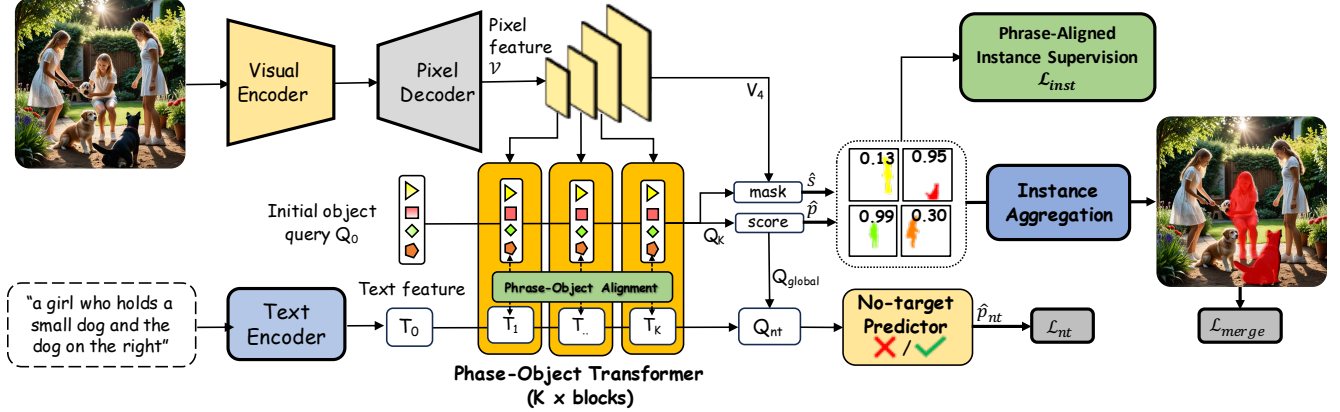 Visual
Encoder
Pixel
Decoder
Pixel
feature
𝒱
V₄
Phrase-Aligned
Instance Supervision
ℒ_inst
Initial object
query Q₀
mask
score
Q_K
ŝ
p̂
0.13
0.95
0.99
0.30
Instance
Aggregation
Q_global
"a girl who holds a
small dog and the
dog on the right"
Text
Encoder
Text feature
T₀
Phrase-Object Alignment
T₁
T..
T_K
Q_nt
No-target
Predictor
❌ / ✓
p̂_nt
ℒ_nt
ℒ_merge
Phase-Object Transformer
(K x blocks)